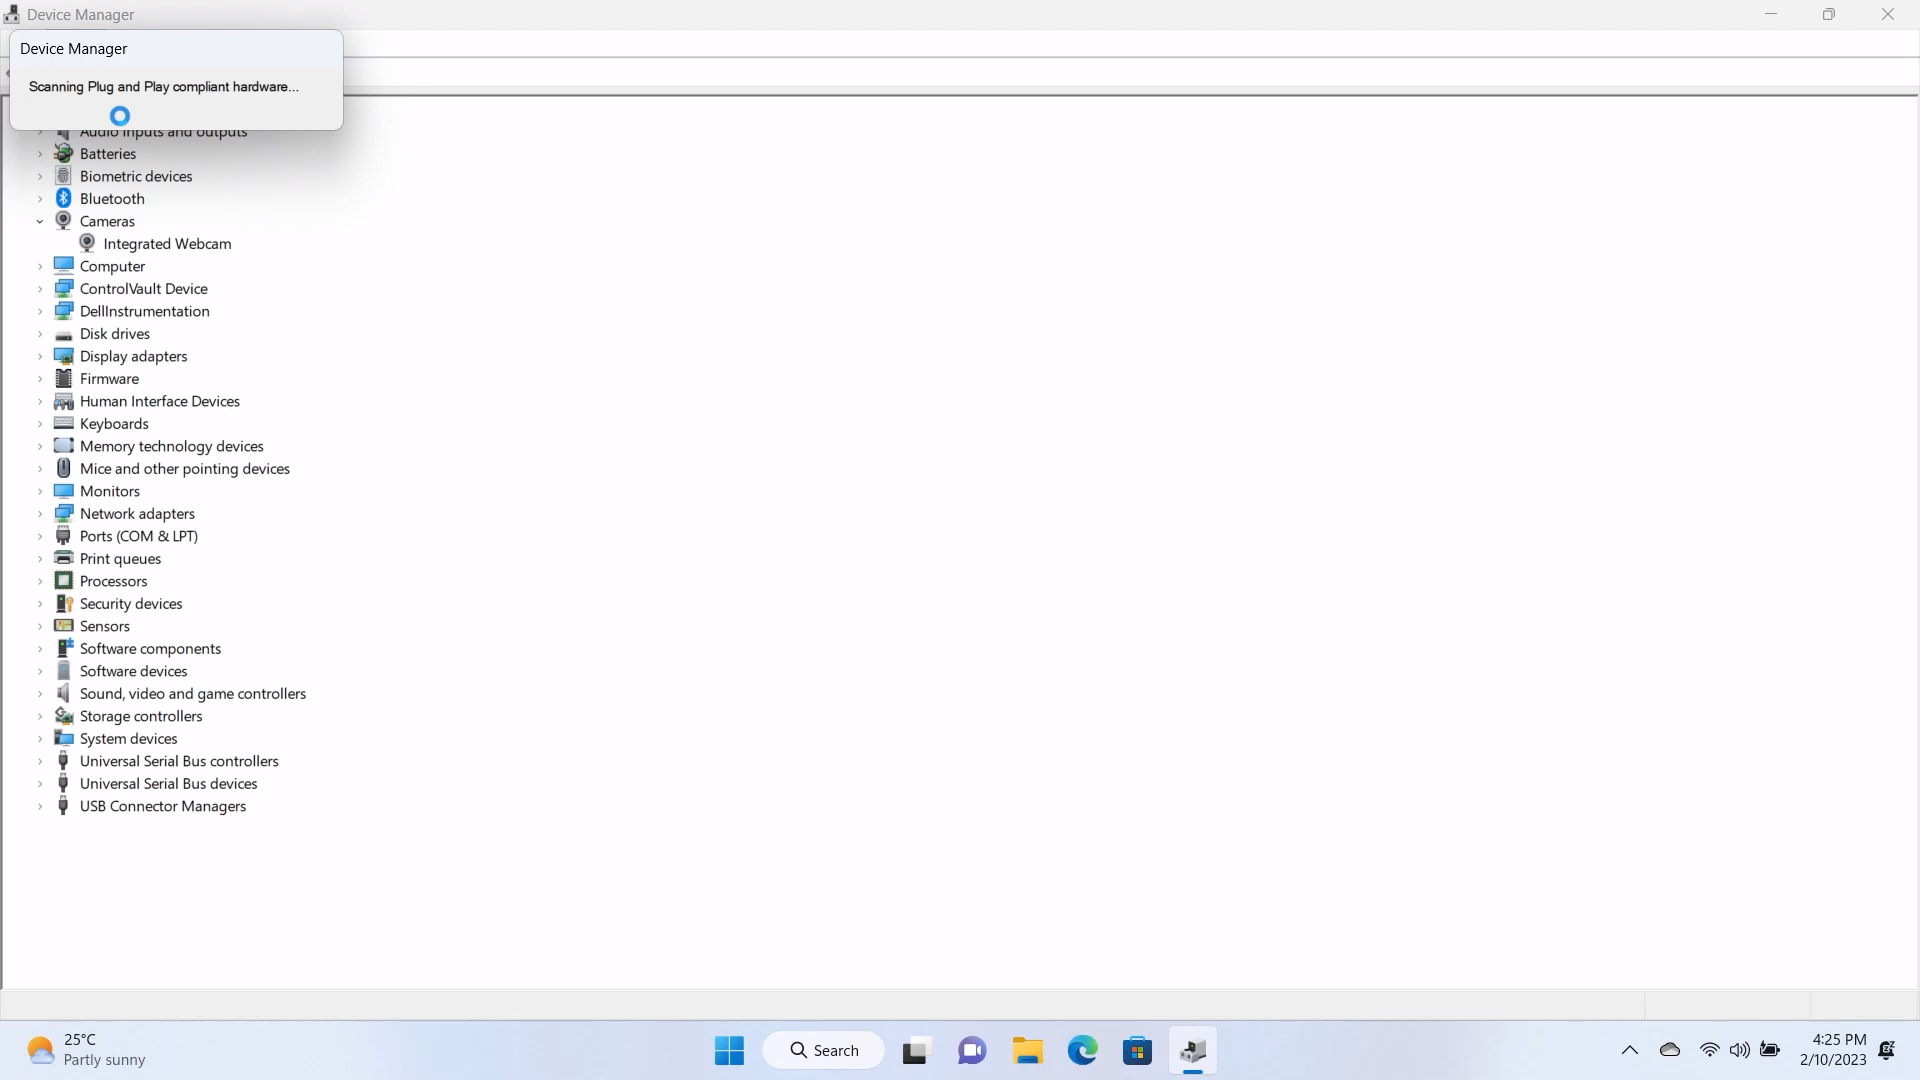 Device Manager
Device Manager
Scanning Plug and Play compliant hardware...
Audio inputs and outputs
Batteries
Biometric devices
Bluetooth
Cameras
Integrated Webcam
Computer
ControlVault Device
DellInstrumentation
Disk drives
Display adapters
Firmware
Human Interface Devices
Keyboards
Memory technology devices
Mice and other pointing devices
Monitors
Network adapters
Ports (COM & LPT)
Print queues
Processors
Security devices
Sensors
Software components
Software devices
Sound, video and game controllers
Storage controllers
System devices
Universal Serial Bus controllers
Universal Serial Bus devices
USB Connector Managers
25°C
Partly sunny
Search
4:25 PM
2/10/2023